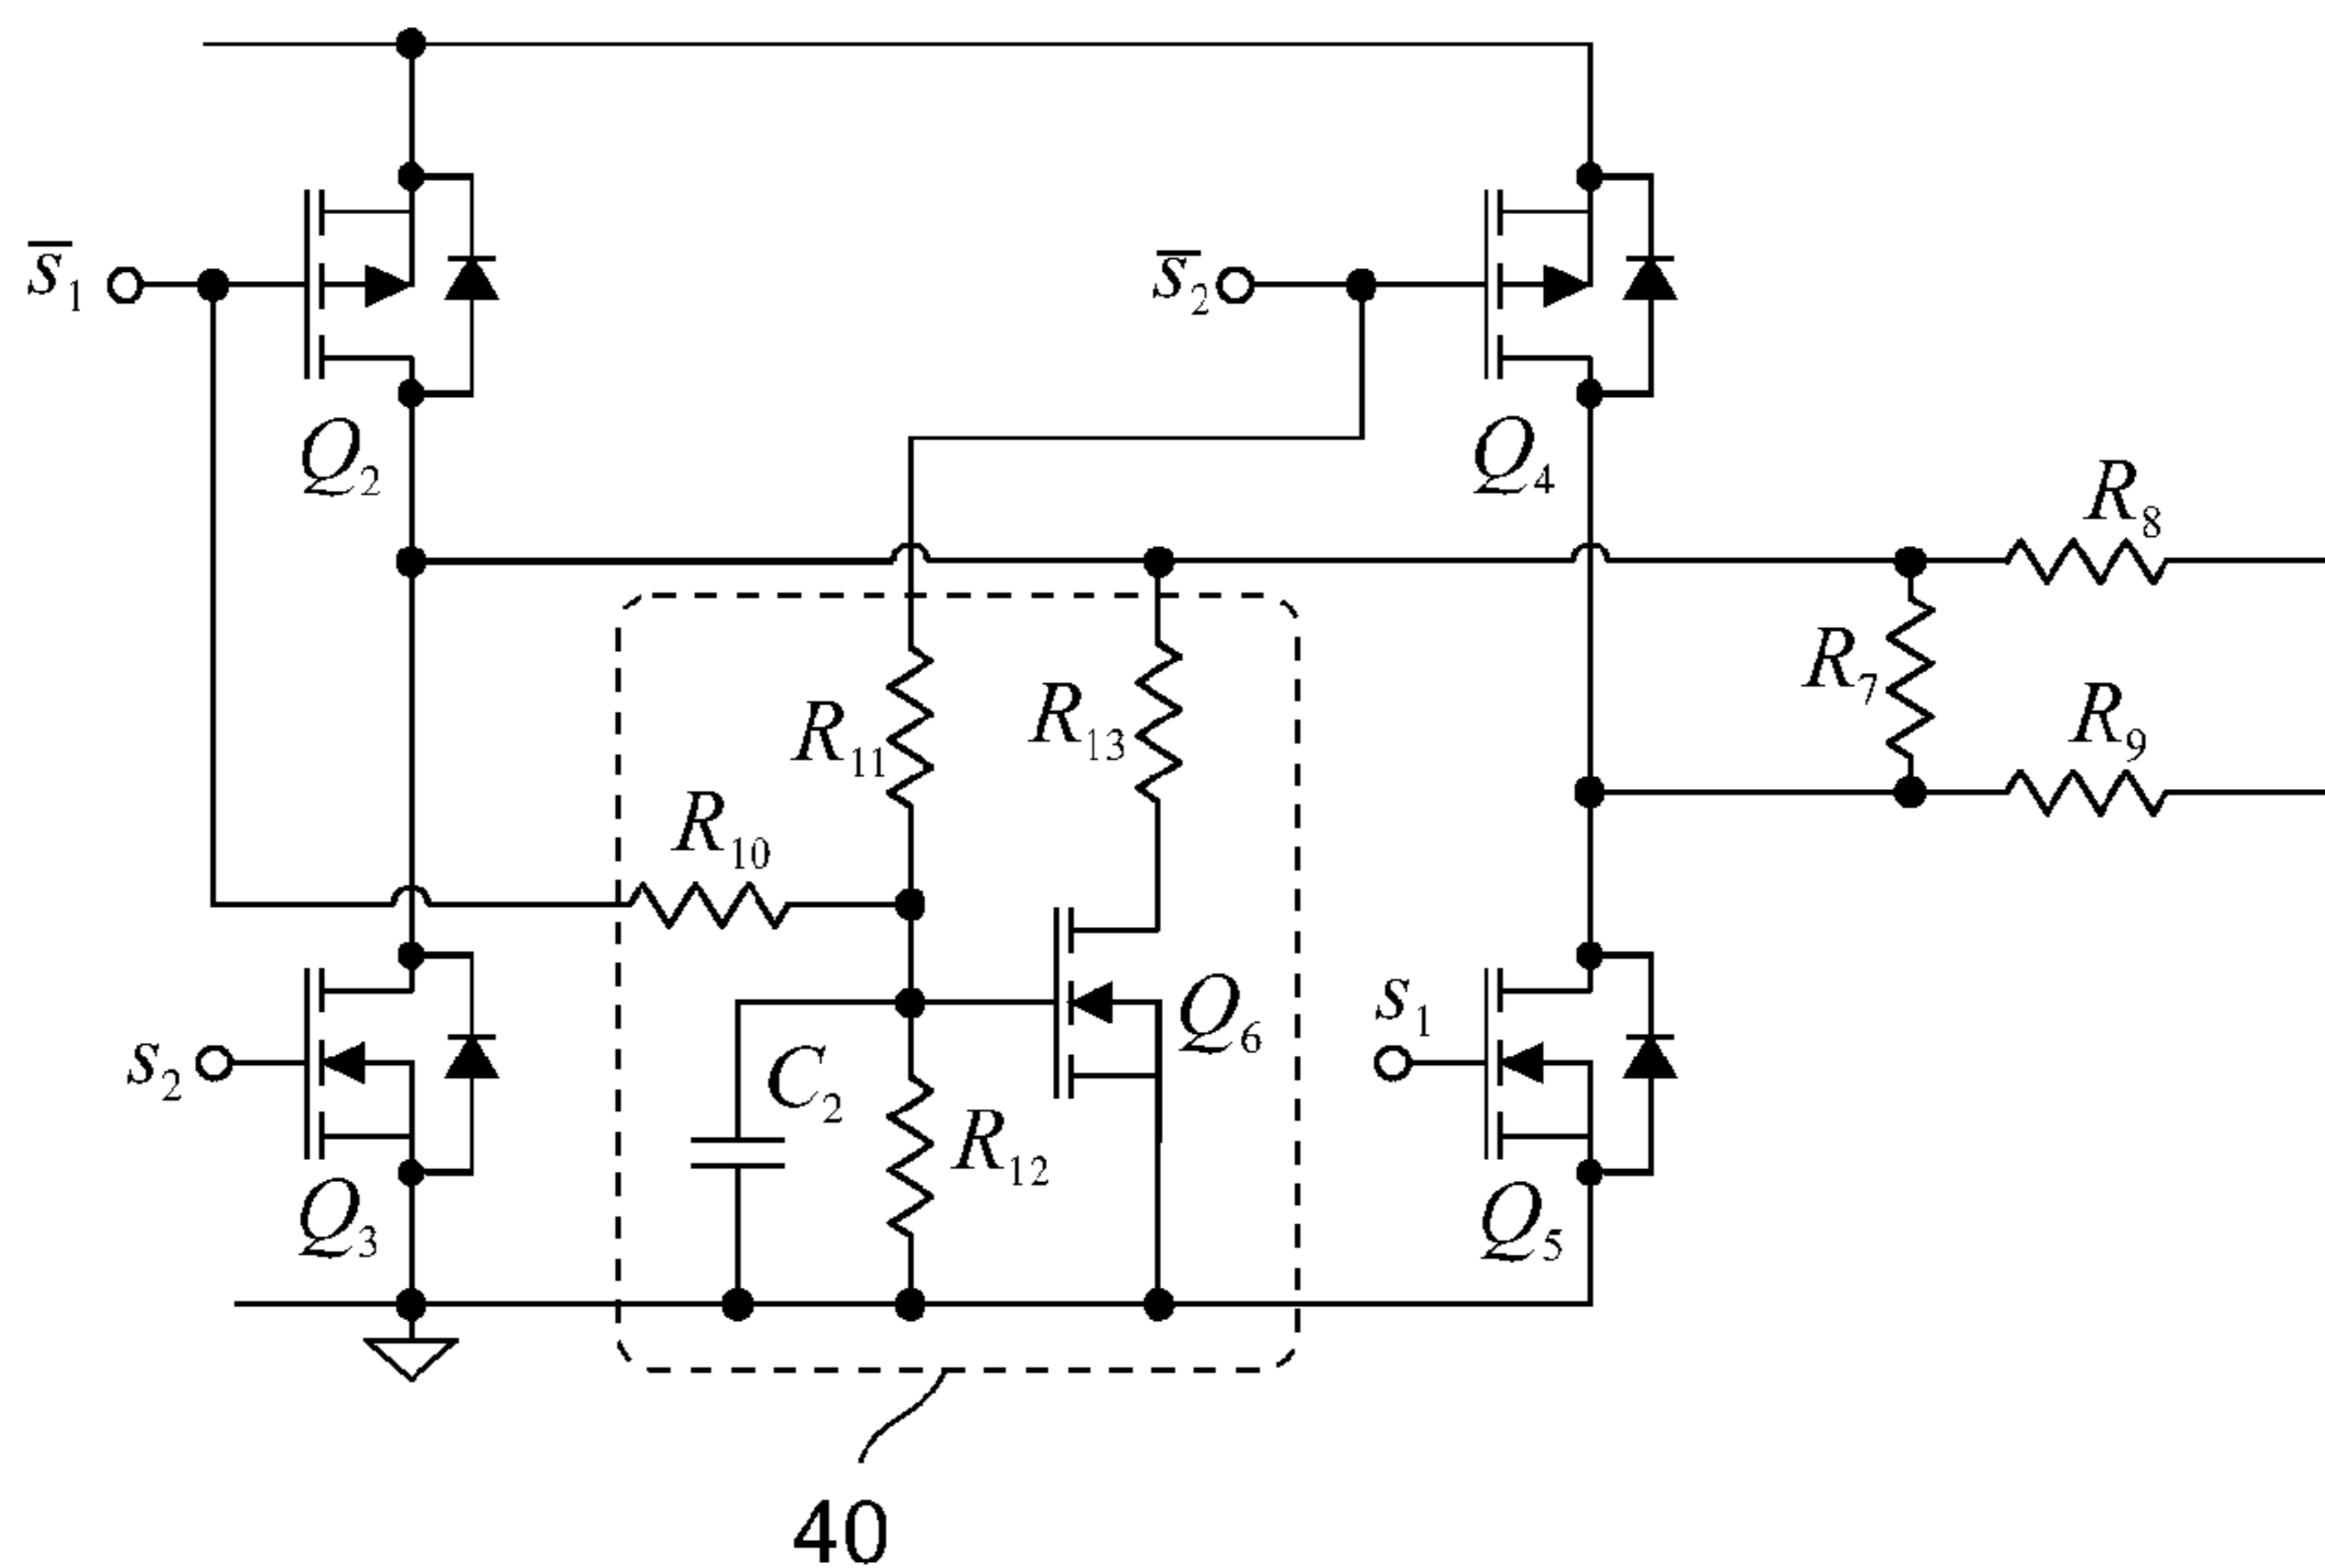 s̅₁
s̅₂
Q₂
Q₄
R₈
R₇
R₁₁
R₁₃
R₉
R₁₀
s₁
Q₆
s₂
C₂
R₁₂
Q₃
Q₅
40